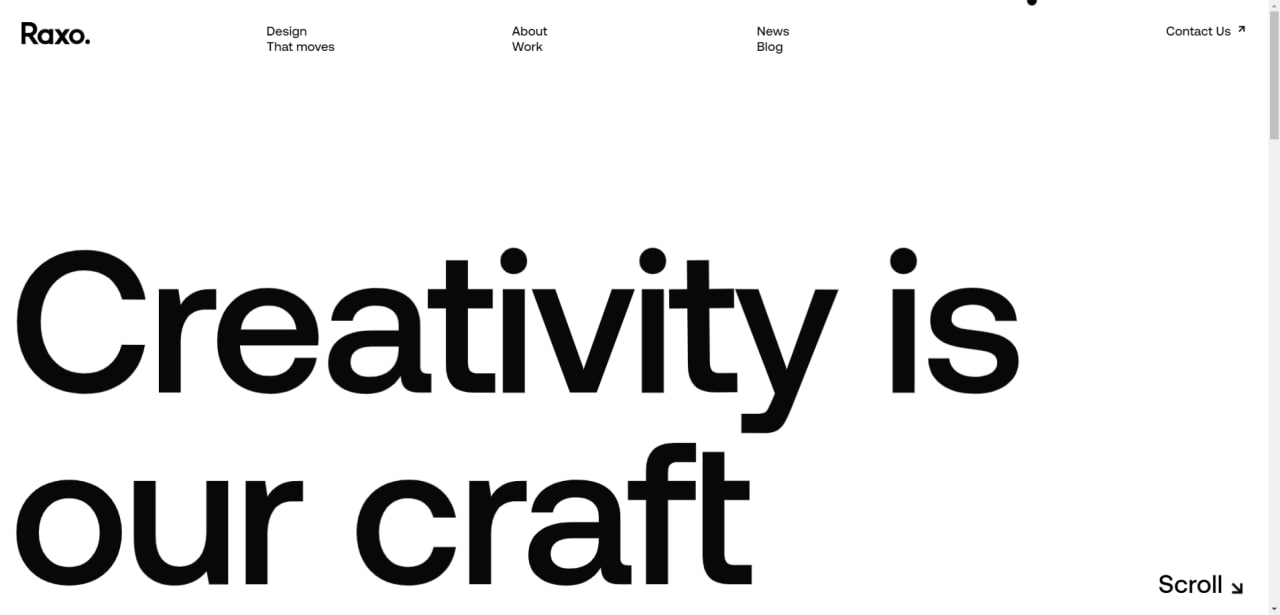 Raxo.
Design
That moves
About
Work
News
Blog
Contact Us
Creativity is
our craft
Scroll